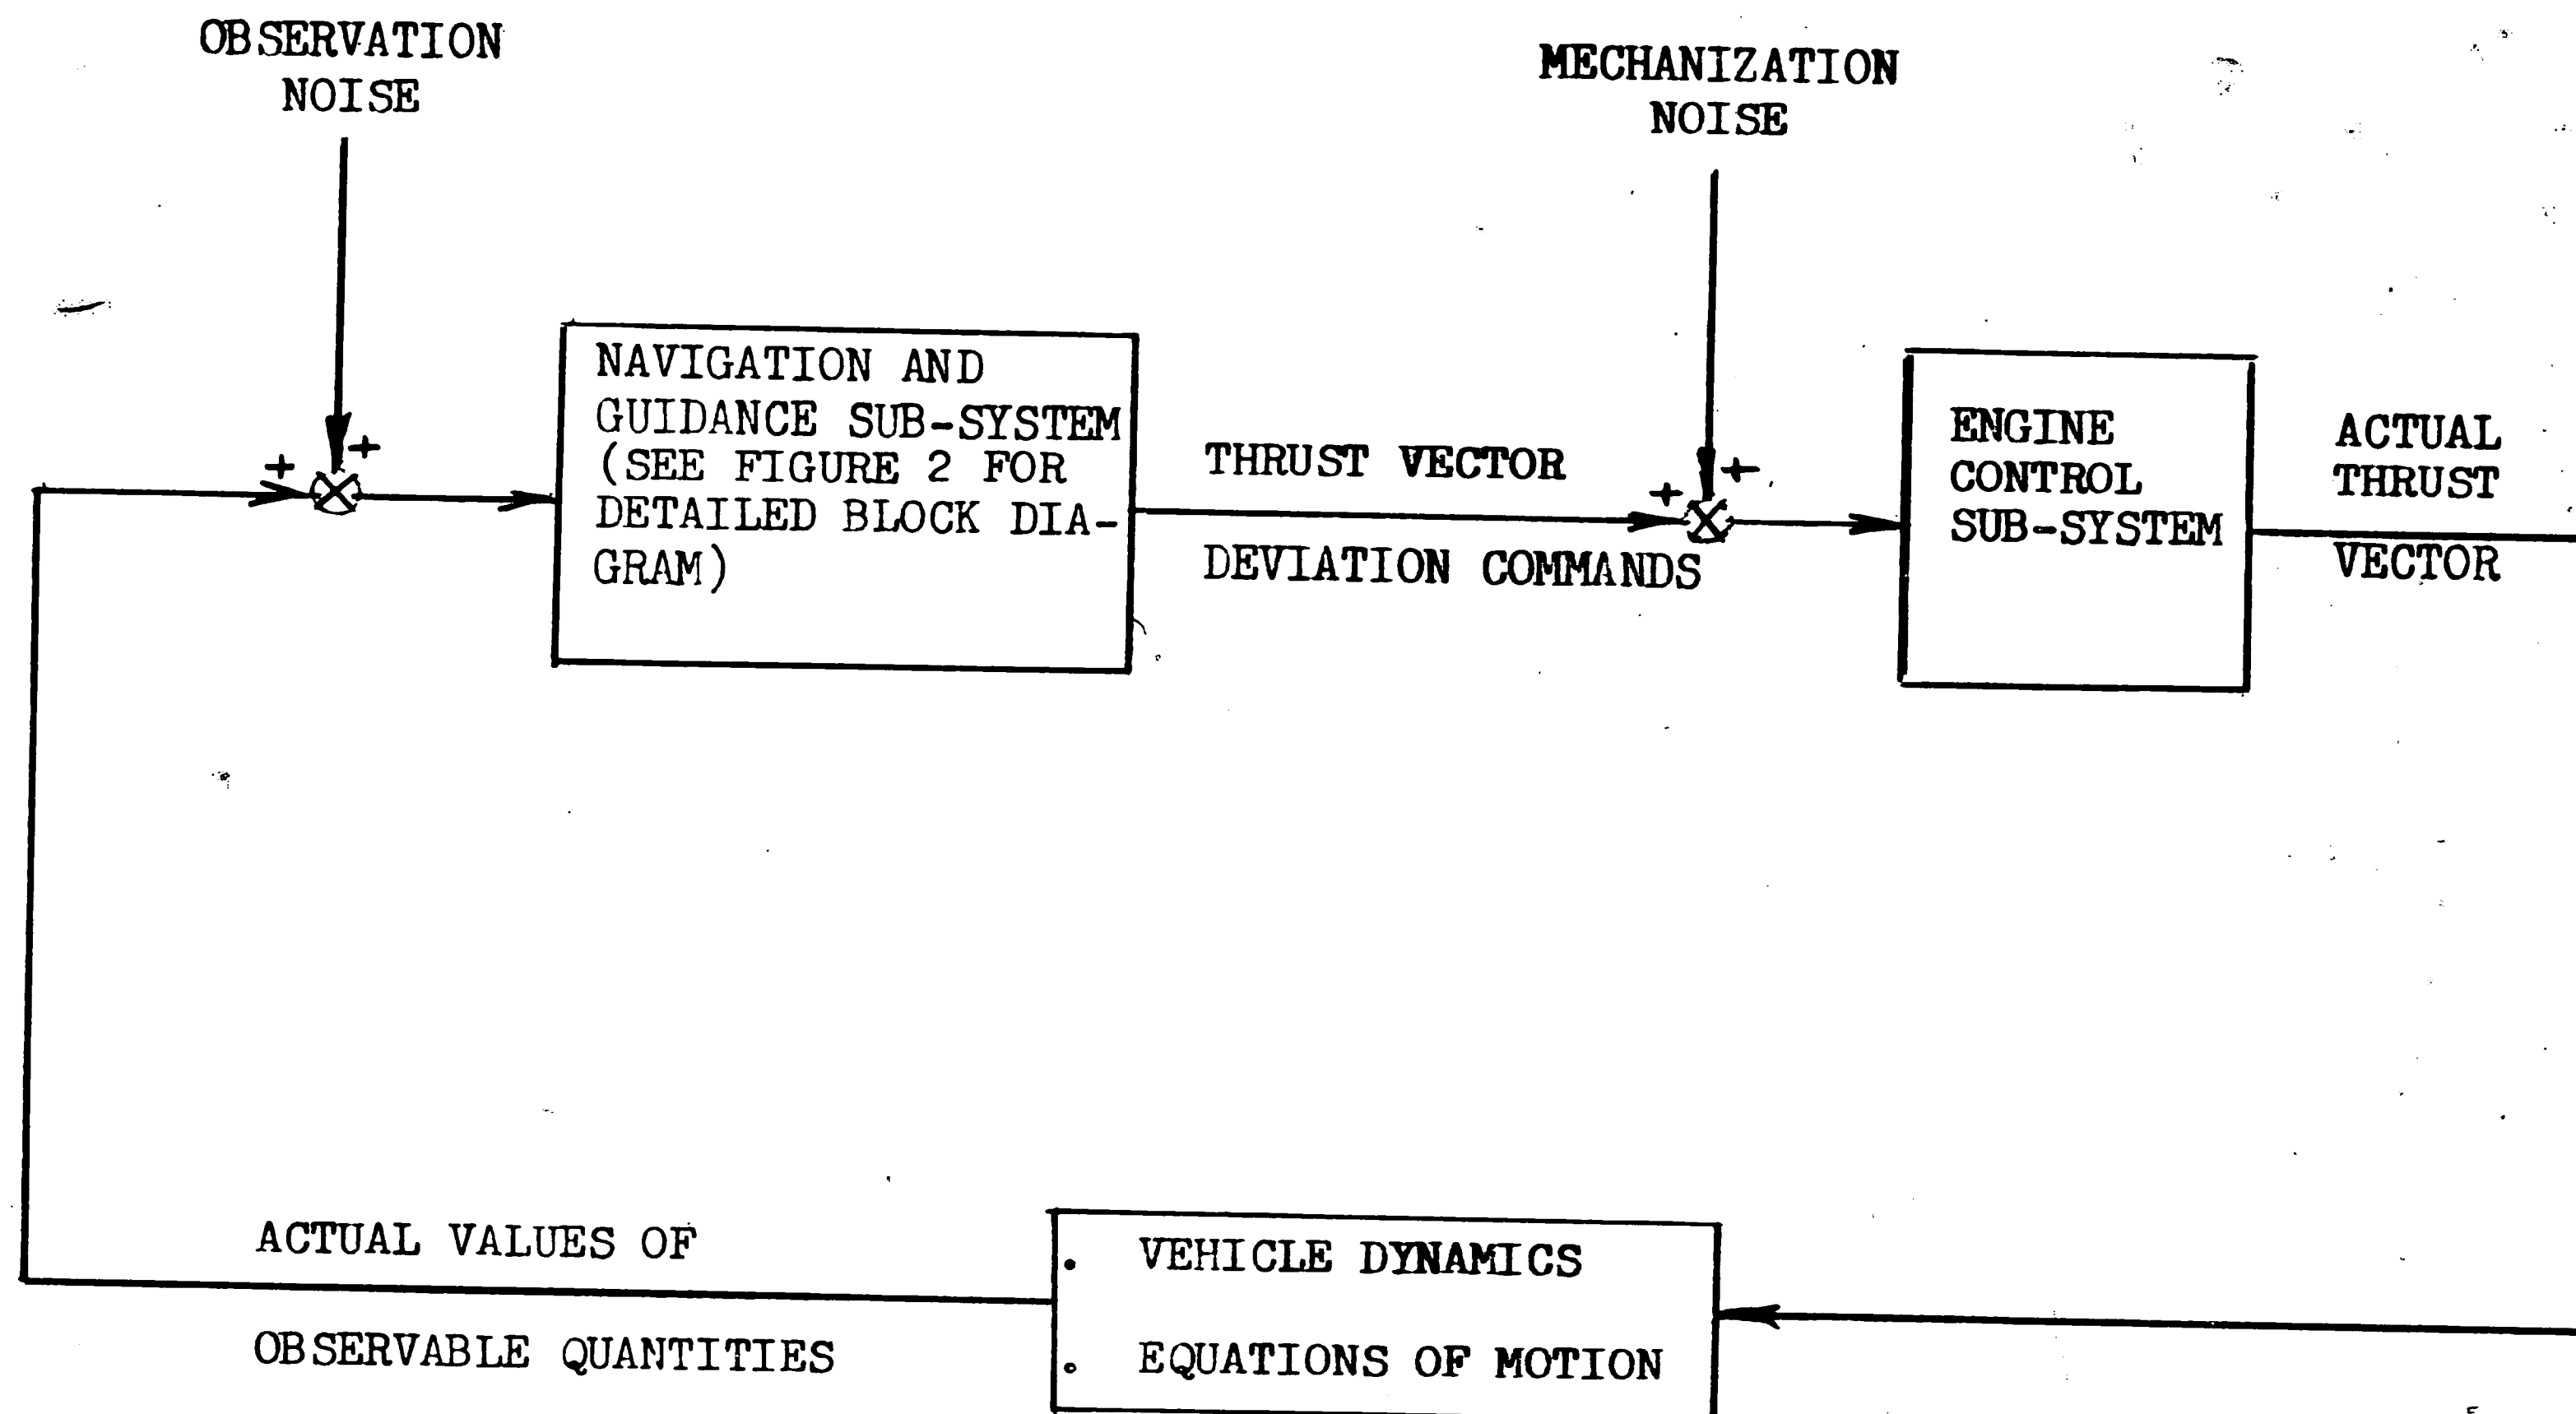 OBSERVATION
NOISE
MECHANIZATION
NOISE
+
+
NAVIGATION AND
GUIDANCE SUB-SYSTEM
(SEE FIGURE 2 FOR
DETAILED BLOCK DIA-
GRAM)
THRUST VECTOR
DEVIATION COMMANDS
+
+
ENGINE
CONTROL
SUB-SYSTEM
ACTUAL
THRUST
VECTOR
ACTUAL VALUES OF
OBSERVABLE QUANTITIES
. VEHICLE DYNAMICS
. EQUATIONS OF MOTION